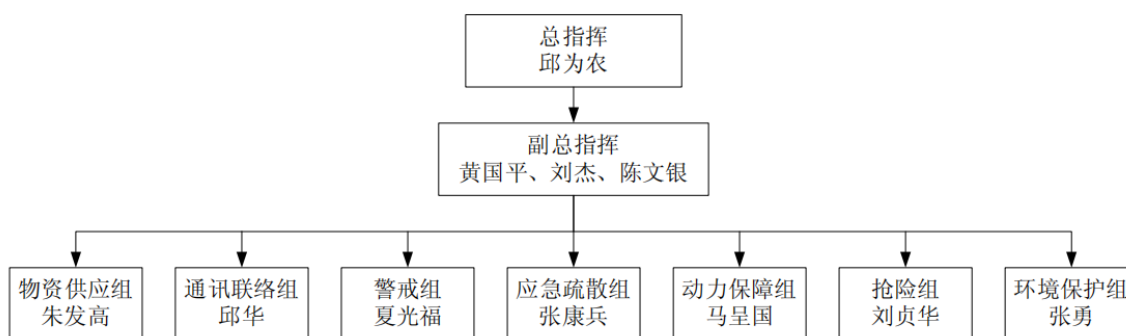 总指挥
邱为农
副总指挥
黄国平、刘杰、陈文银
物资供应组
朱发高
通讯联络组
邱华
警戒组
夏光福
应急疏散组
张康兵
动力保障组
马呈国
抢险组
刘贞华
环境保护组
张勇